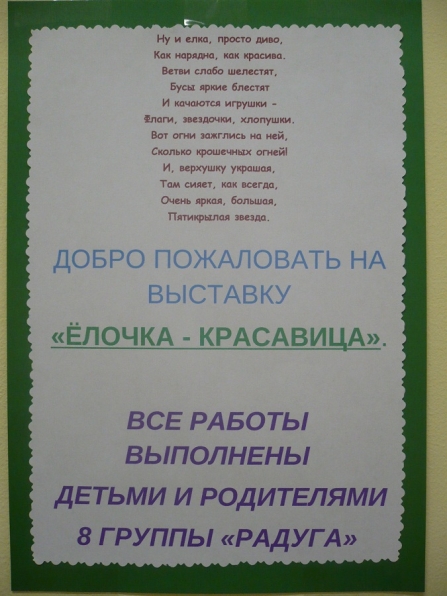 Ну и елка, просто диво,
Как нарядна, как красива.
Ветви слабо шелестят,
Бусы яркие блестят
И качаются игрушки -
Флаги, звездочки, хлопушки.
Вот огни зажглись на ней,
Сколько крошечных огней!
И, верхушку украшая,
Там сияет, как всегда,
Очень яркая, большая,
Пятикрылая звезда.
ДОБРО ПОЖАЛОВАТЬ НА
ВЫСТАВКУ
«ЁЛОЧКА - КРАСАВИЦА».
ВСЕ РАБОТЫ
ВЫПОЛНЕНЫ
ДЕТЬМИ И РОДИТЕЛЯМИ
8 ГРУППЫ «РАДУГА»